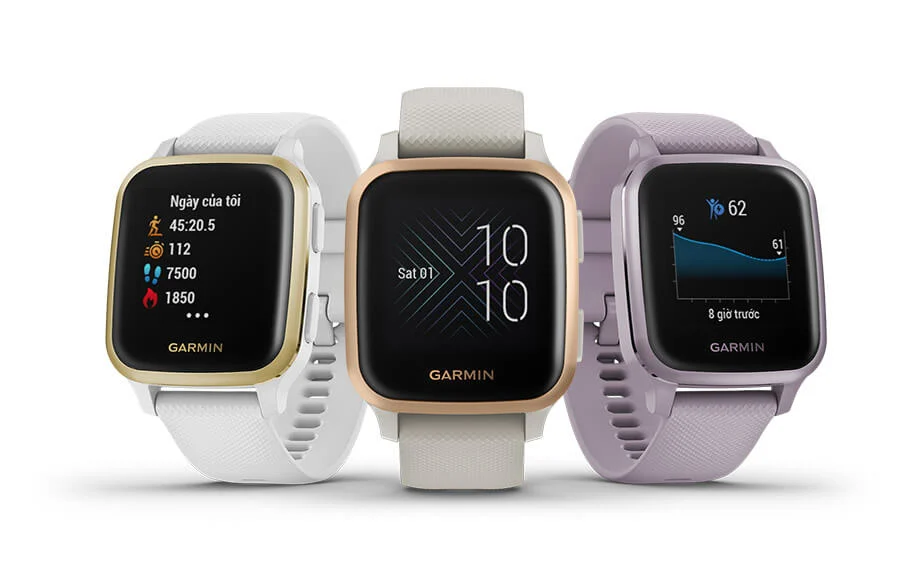 Ngày của tôi
45:20.5
112
7500
1850
GARMIN
Sat 01
10
10
GARMIN
62
96
61
8 giờ trước
GARMIN